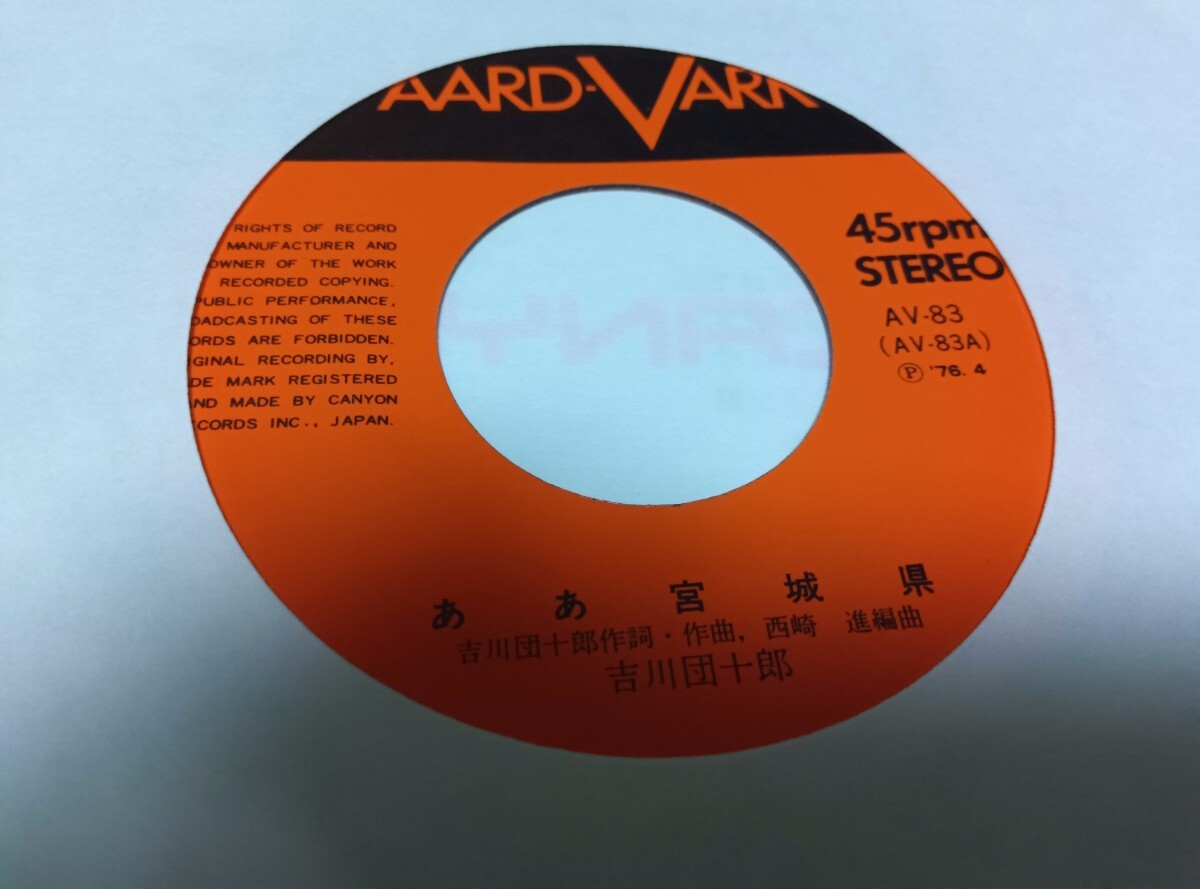 AARD-VARK
RIGHTS OF RECORD
MANUFACTURER AND
OWNER OF THE WORK
RECORDED COPYING.
PUBLIC PERFORMANCE,
OADCASTING OF THESE
ORDS ARE FORBIDDEN.
GINAL RECORDING BY,
DE MARK REGISTERED
ND MADE BY CANYON
CORDS INC., JAPAN.
45rpm
STEREO
AV-83
(AV-83A)
Ⓟ '76. 4
ああ宮城県
吉川団十郎作詞・作曲, 西崎 進編曲
吉川団十郎